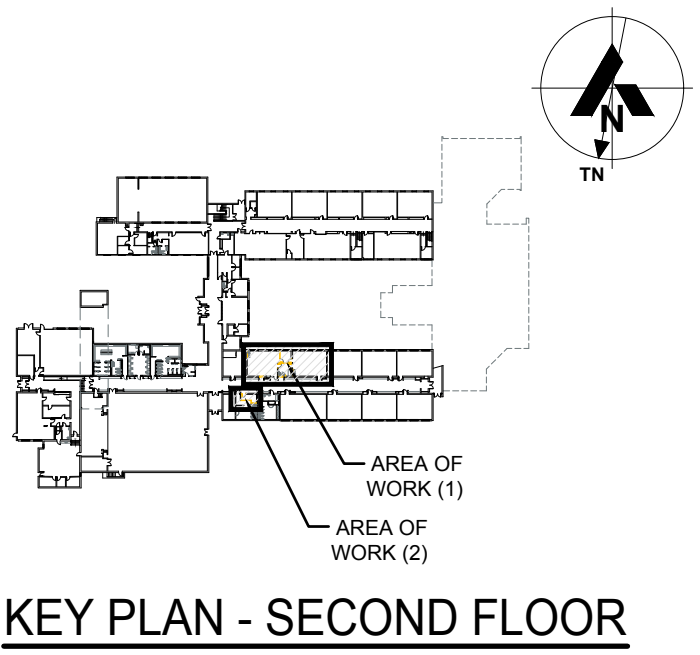 N
TN
AREA OF
WORK (1)
AREA OF
WORK (2)
KEY PLAN - SECOND FLOOR